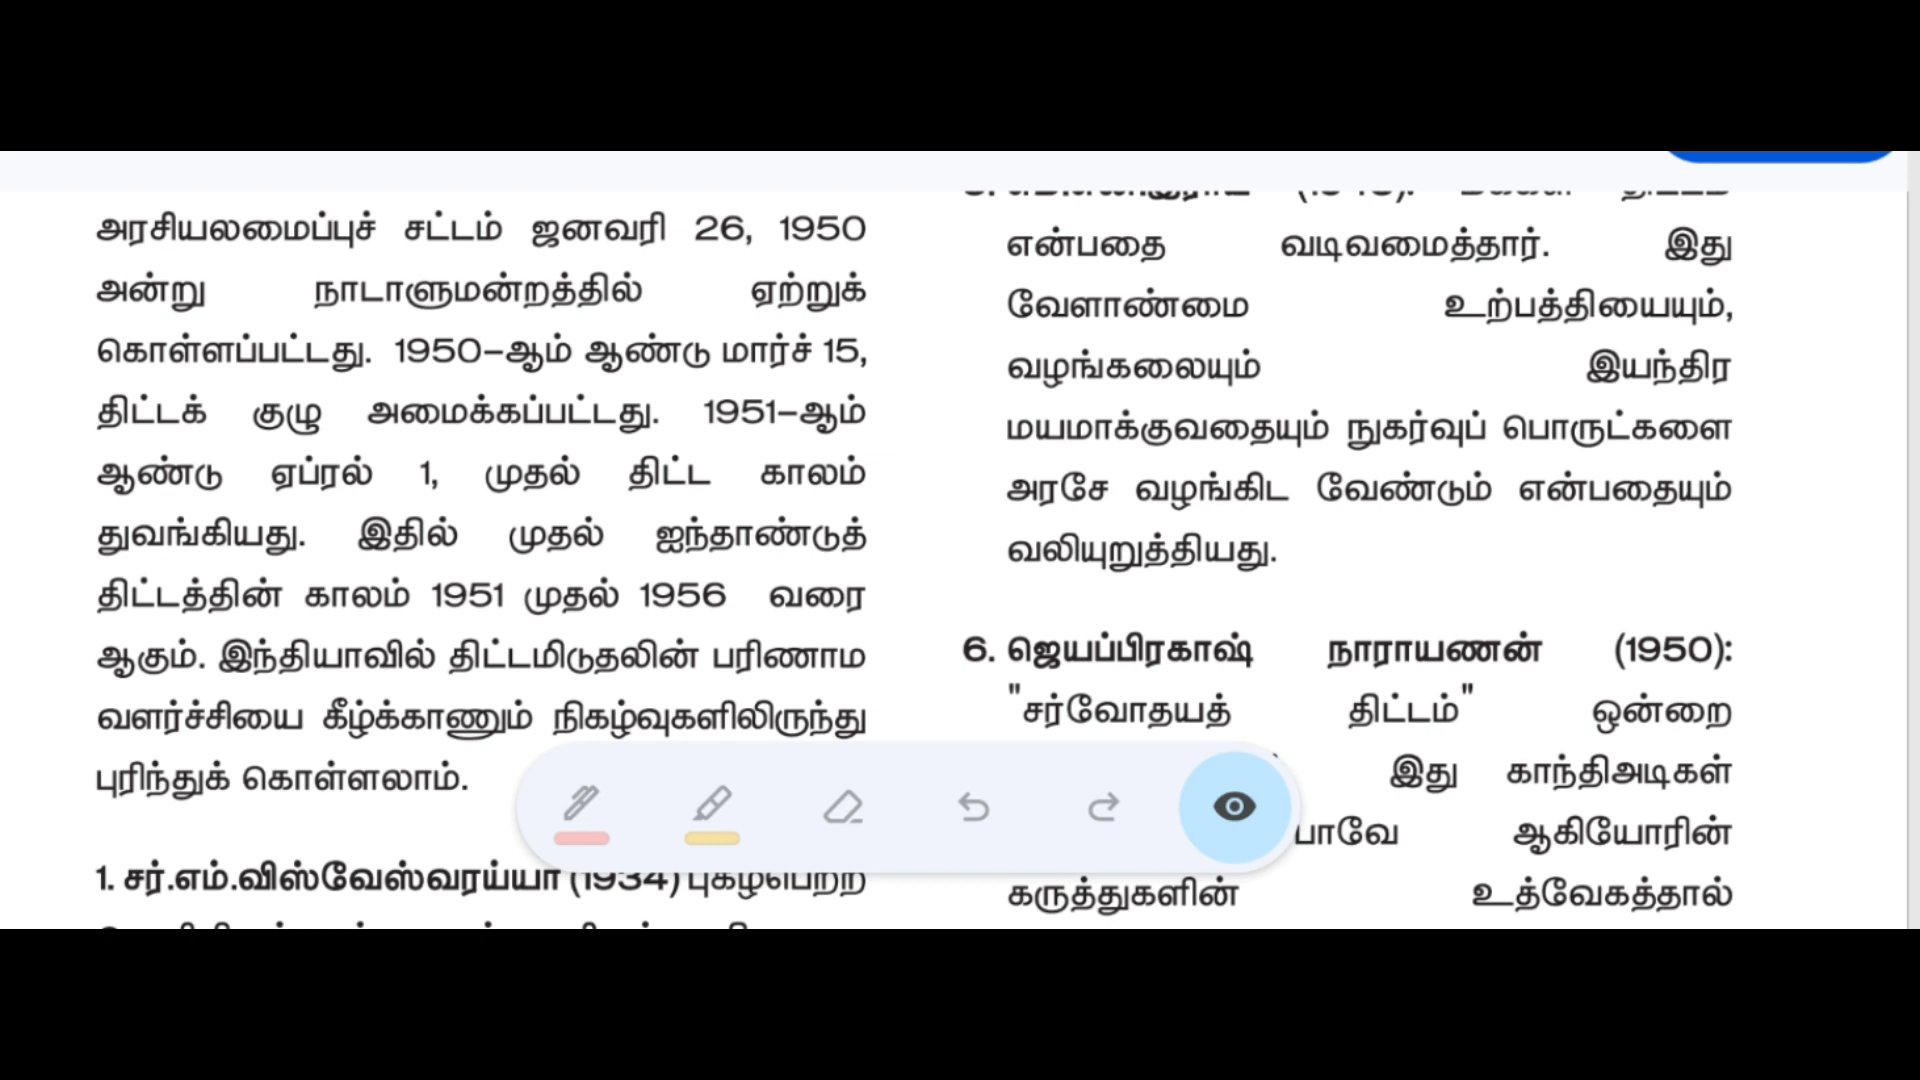 அரசியலமைப்புச் சட்டம் ஜனவரி 26, 1950
அன்று நாடாளுமன்றத்தில் ஏற்றுக்
கொள்ளப்பட்டது. 1950–ஆம் ஆண்டு மார்ச் 15,
திட்டக் குழு அமைக்கப்பட்டது. 1951–ஆம்
ஆண்டு ஏப்ரல் 1, முதல் திட்ட காலம்
துவங்கியது. இதில் முதல் ஐந்தாண்டுத்
திட்டத்தின் காலம் 1951 முதல் 1956 வரை
ஆகும். இந்தியாவில் திட்டமிடுதலின் பரிணாம
வளர்ச்சியை கீழ்க்காணும் நிகழ்வுகளிலிருந்து
புரிந்துக் கொள்ளலாம்.
1. சர்.எம்.விஸ்வேஸ்வரய்யா (1934) புகழ்பெற்ற
என்பதை வடிவமைத்தார். இது
வேளாண்மை உற்பத்தியையும்,
வழங்கலையும் இயந்திர
மயமாக்குவதையும் நுகர்வுப் பொருட்களை
அரசே வழங்கிட வேண்டும் என்பதையும்
வலியுறுத்தியது.
6. ஜெயப்பிரகாஷ் நாராயணன் (1950):
"சர்வோதயத் திட்டம்" ஒன்றை
இது காந்திஅடிகள்
ஆகியோரின்
கருத்துகளின் உத்வேகத்தால்